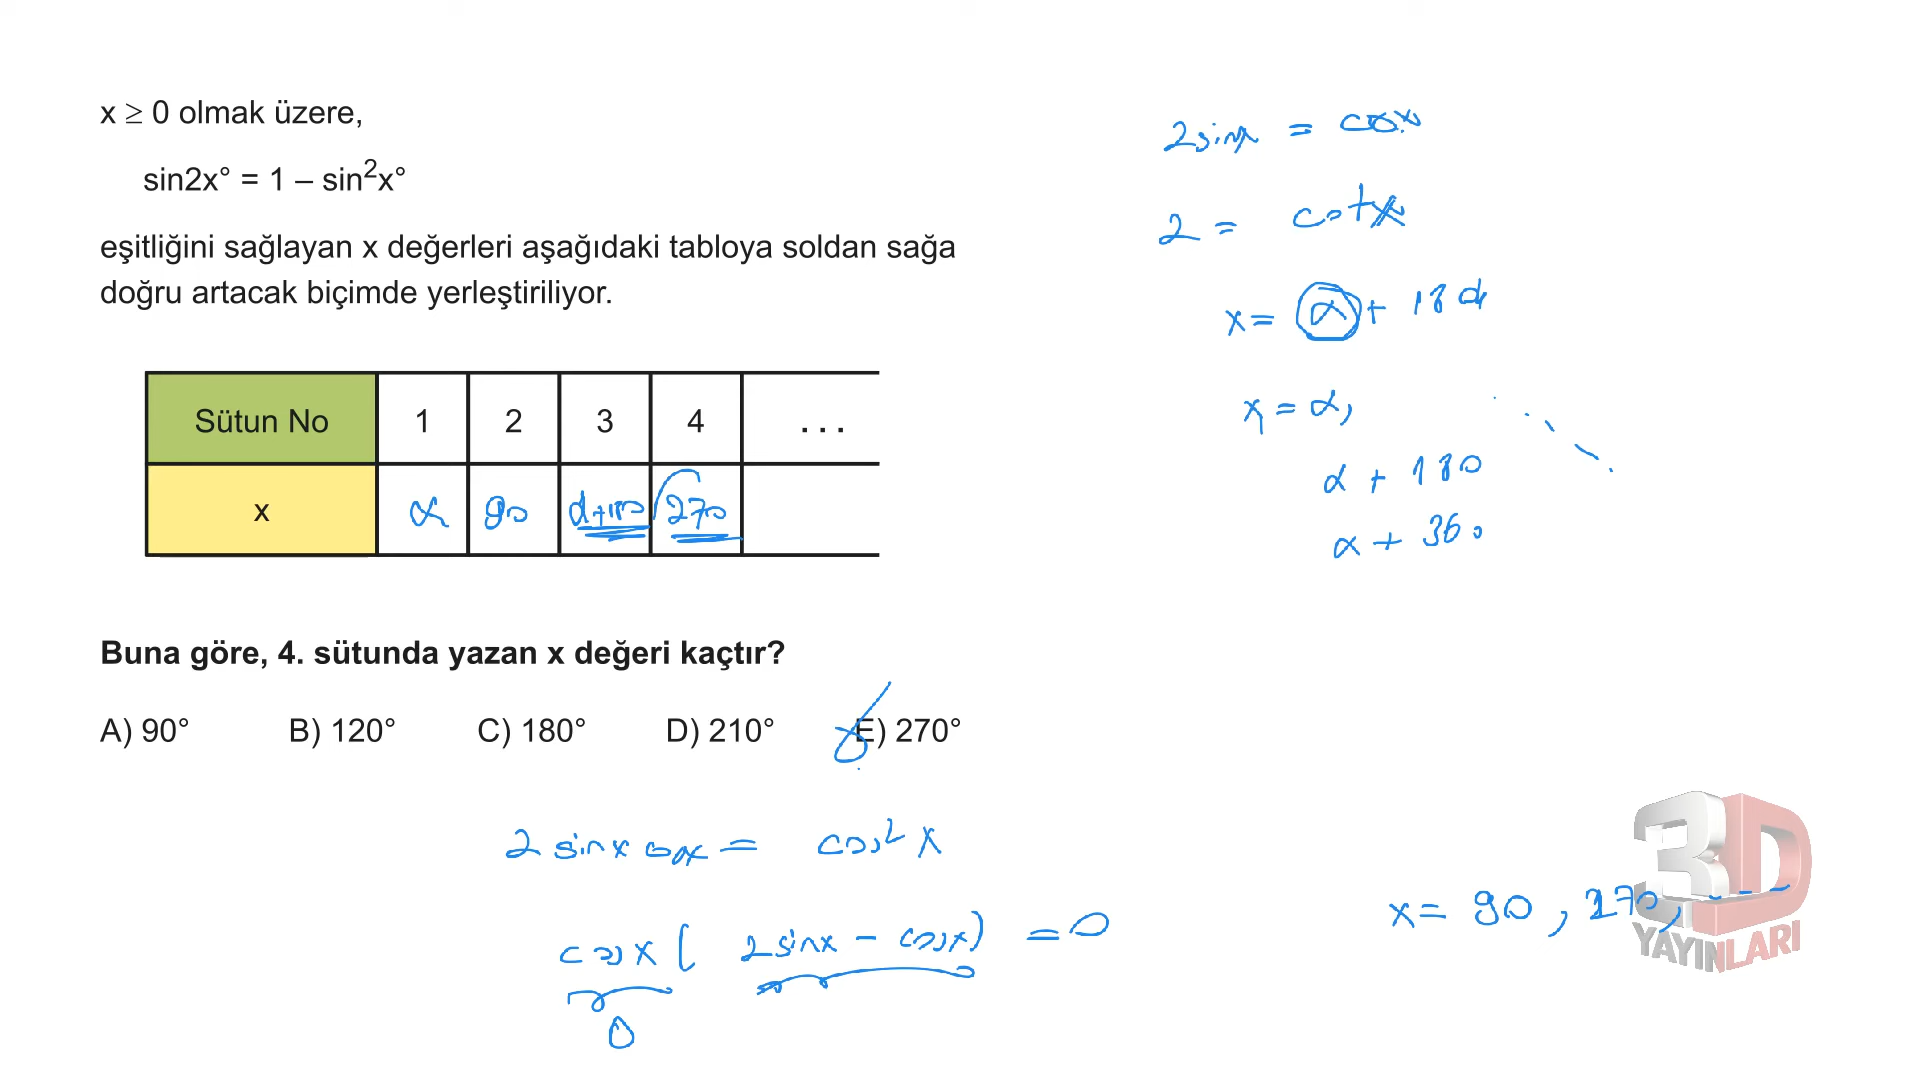 x ≥ 0 olmak üzere,
sin2x° = 1 – sin²x°
eşitliğini sağlayan x değerleri aşağıdaki tabloya soldan sağa
doğru artacak biçimde yerleştiriliyor.
Sütun No 1 2 3 4 ...
x α 90 α+180 270
Buna göre, 4. sütunda yazan x değeri kaçtır?
A) 90° B) 120° C) 180° D) 210° E) 270°
2 sinx cosx = cos² x
cosx ( 2sinx – cosx) = 0
0
2sinx = cosx
2 = cotx
x = α + 180
x = α,
α + 180
α + 360
x = 90, 270, ---
3D
YAYINLARI